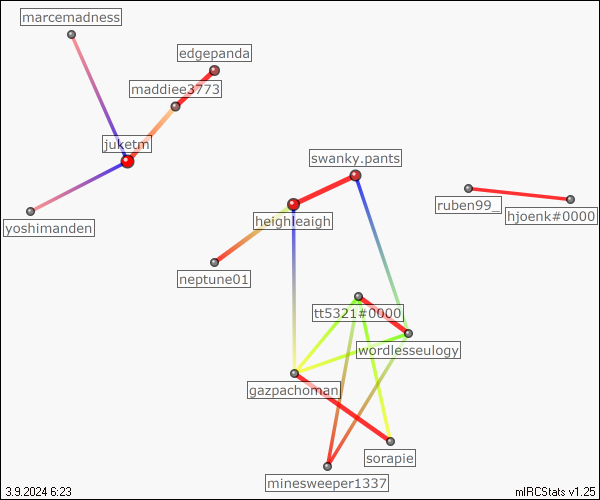 marcemadness
edgepanda
maddiee3773
juketm
swanky.pants
ruben99_
hjoenk#0000
heighleaigh
yoshimanden
neptune01
tt5321#0000
wordlesseulogy
gazpachoman
sorapie
minesweeper1337
3.9.2024 6:23
mIRCStats v1.25